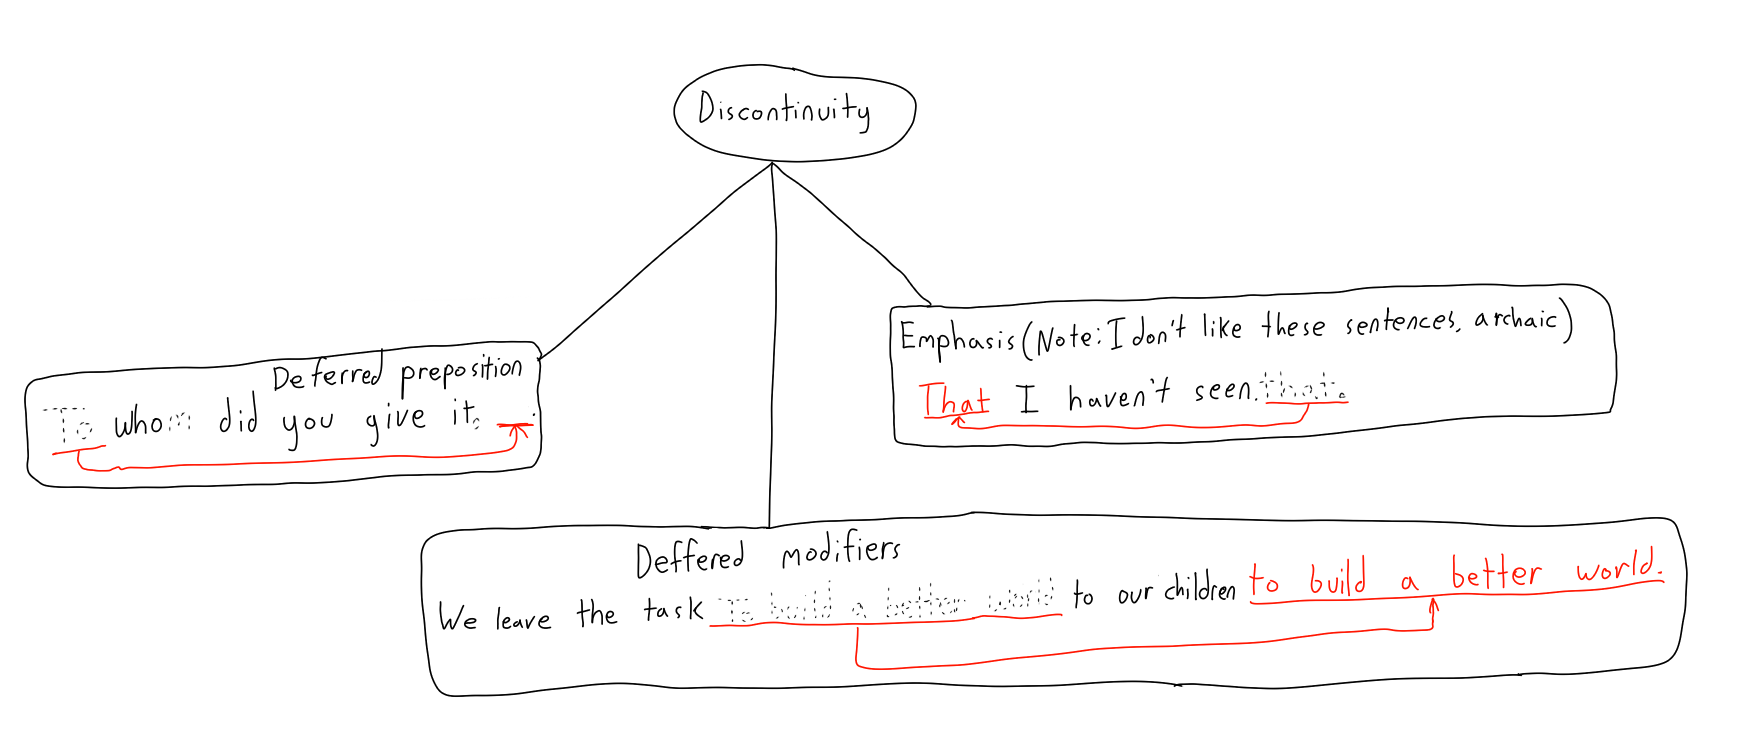 Discontinuity
Deferred preposition
To whom did you give it. __.
Emphasis (Note: I don't like these sentences, archaic)
That I haven't seen. that.
Deffered modifiers
We leave the task To build a better world to our children to build a better world.